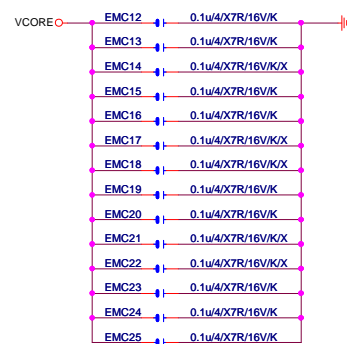 VCORE EMC12 0.1u/4/X7R/16V/K
EMC13 0.1u/4/X7R/16V/K
EMC14 0.1u/4/X7R/16V/K/X
EMC15 0.1u/4/X7R/16V/K
EMC16 0.1u/4/X7R/16V/K
EMC17 0.1u/4/X7R/16V/K/X
EMC18 0.1u/4/X7R/16V/K/X
EMC19 0.1u/4/X7R/16V/K
EMC20 0.1u/4/X7R/16V/K
EMC21 0.1u/4/X7R/16V/K/X
EMC22 0.1u/4/X7R/16V/K/X
EMC23 0.1u/4/X7R/16V/K
EMC24 0.1u/4/X7R/16V/K
EMC25 0.1u/4/X7R/16V/K